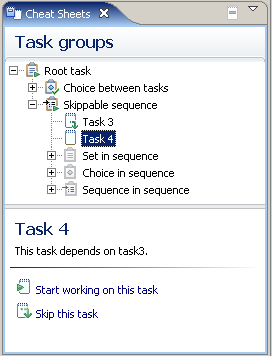 Cheat Sheets
Task groups
Root task
Choice between tasks
Skippable sequence
Task 3
Task 4
Set in sequence
Choice in sequence
Sequence in sequence
Task 4
This task depends on task3.
Start working on this task
Skip this task